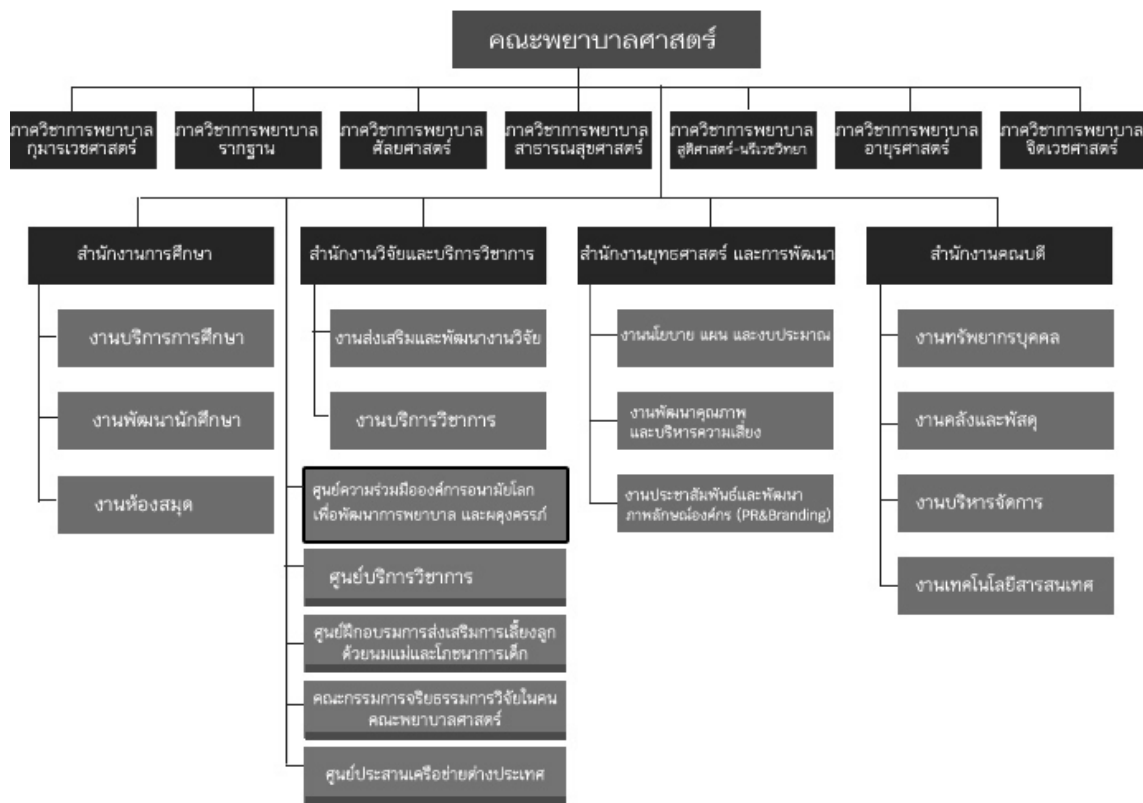 คณะพยาบาลศาสตร์
ภาควิชาการพยาบาล
กุมารเวชศาสตร์
ภาควิชาการพยาบาล
รากฐาน
ภาควิชาการพยาบาล
ศัลยศาสตร์
ภาควิชาการพยาบาล
สาธารณสุขศาสตร์
ภาควิชาการพยาบาล
สูติศาสตร์-นรีเวชวิทยา
ภาควิชาการพยาบาล
อายุรศาสตร์
ภาควิชาการพยาบาล
จิตเวชศาสตร์
สำนักงานการศึกษา
งานบริการการศึกษา
งานพัฒนานักศึกษา
งานห้องสมุด
สำนักงานวิจัยและบริการวิชาการ
งานส่งเสริมและพัฒนางานวิจัย
งานบริการวิชาการ
ศูนย์ความร่วมมือองค์การอนามัยโลก
เพื่อพัฒนาการพยาบาล และผดุงครรภ์
ศูนย์บริการวิชาการ
ศูนย์ฝึกอบรมการส่งเสริมการเลี้ยงลูก
ด้วยนมแม่และโภชนาการเด็ก
คณะกรรมการจริยธรรมการวิจัยในคน
คณะพยาบาลศาสตร์
ศูนย์ประสานเครือข่ายต่างประเทศ
สำนักงานยุทธศาสตร์ และการพัฒนา
งานนโยบาย แผน และงบประมาณ
งานพัฒนาคุณภาพ
และบริหารความเสี่ยง
งานประชาสัมพันธ์และพัฒนา
ภาพลักษณ์องค์กร (PR&Branding)
สำนักงานคณบดี
งานทรัพยากรบุคคล
งานคลังและพัสดุ
งานบริหารจัดการ
งานเทคโนโลยีสารสนเทศ